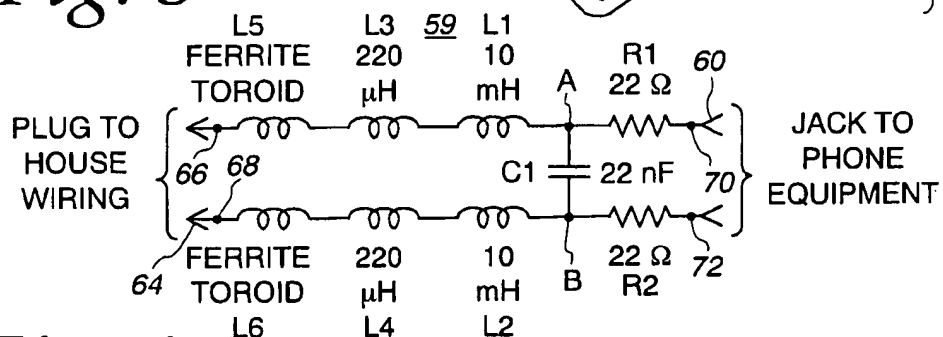 L5 L3 59 L1
FERRITE 220 10 R1 60
TOROID μH mH A 22 Ω
PLUG TO HOUSE WIRING
66 68 C1 22 nF 70
JACK TO PHONE EQUIPMENT
64 FERRITE 220 10 B 22 Ω 72
TOROID μH mH R2
L6 L4 L2